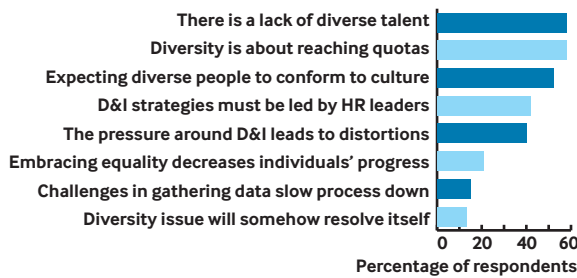 There is a lack of diverse talent
Diversity is about reaching quotas
Expecting diverse people to conform to culture
D&I strategies must be led by HR leaders
The pressure around D&I leads to distortions
Embracing equality decreases individuals’ progress
Challenges in gathering data slow process down
Diversity issue will somehow resolve itself
0 20 40 60
Percentage of respondents